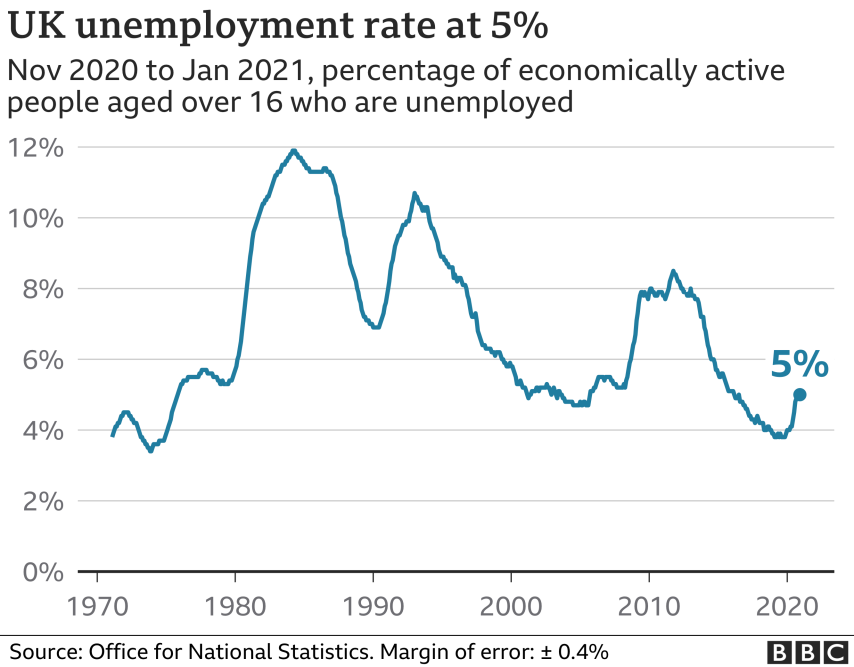 UK unemployment rate at 5%
Nov 2020 to Jan 2021, percentage of economically active
people aged over 16 who are unemployed
12%
10%
8%
6%
5%
4%
2%
0%
1970 1980 1990 2000 2010 2020
Source: Office for National Statistics. Margin of error: ± 0.4%
BBC